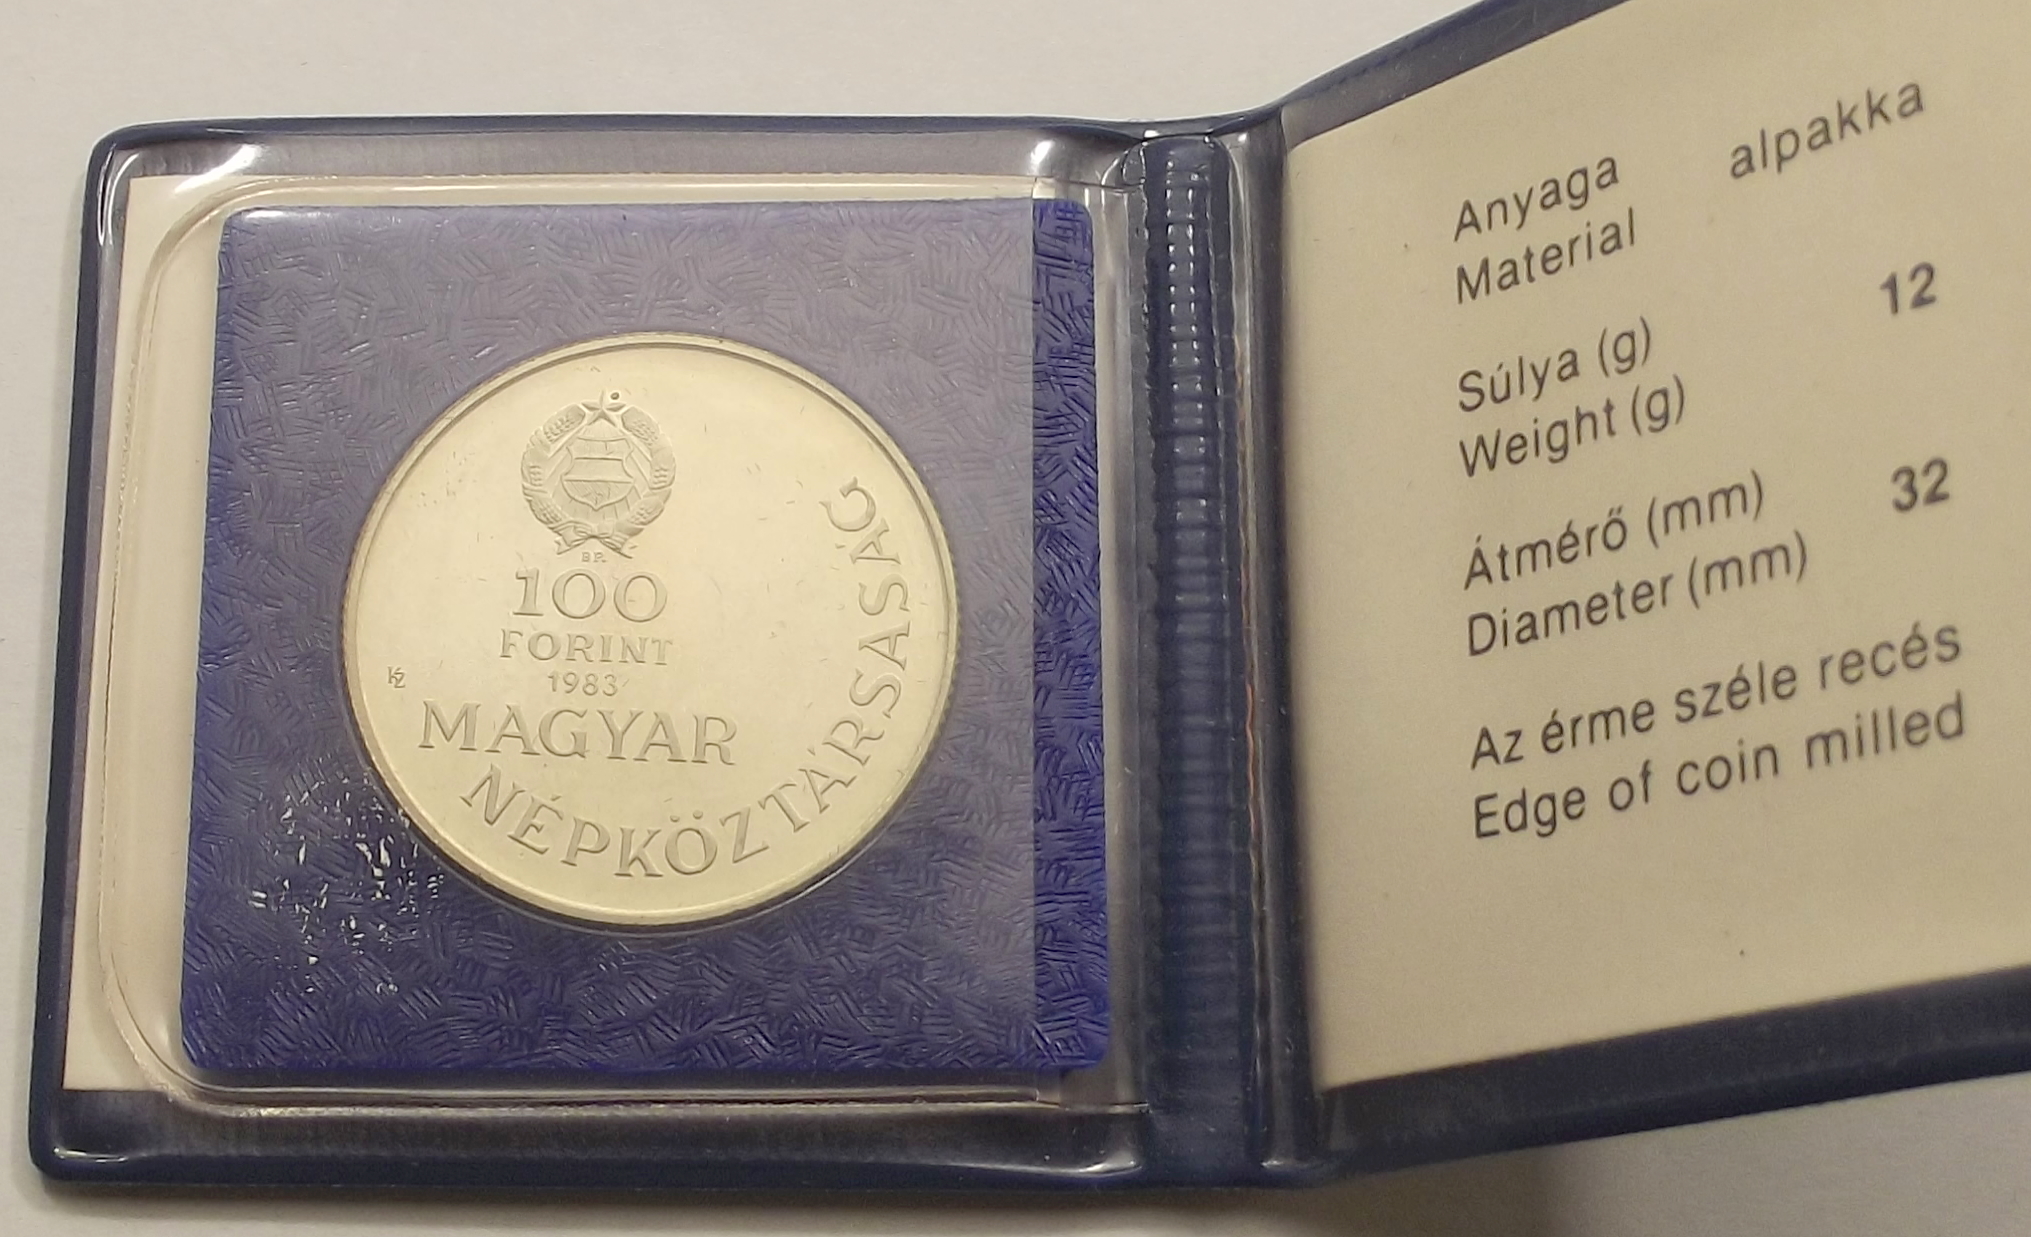 BP.
100
FORINT
1983
KZ
MAGYAR
NÉPKÖZTÁRSASÁG
Anyaga alpakka
Material
Súlya (g) 12
Weight (g)
Átmérő (mm) 32
Diameter (mm)
Az érme széle recés
Edge of coin milled